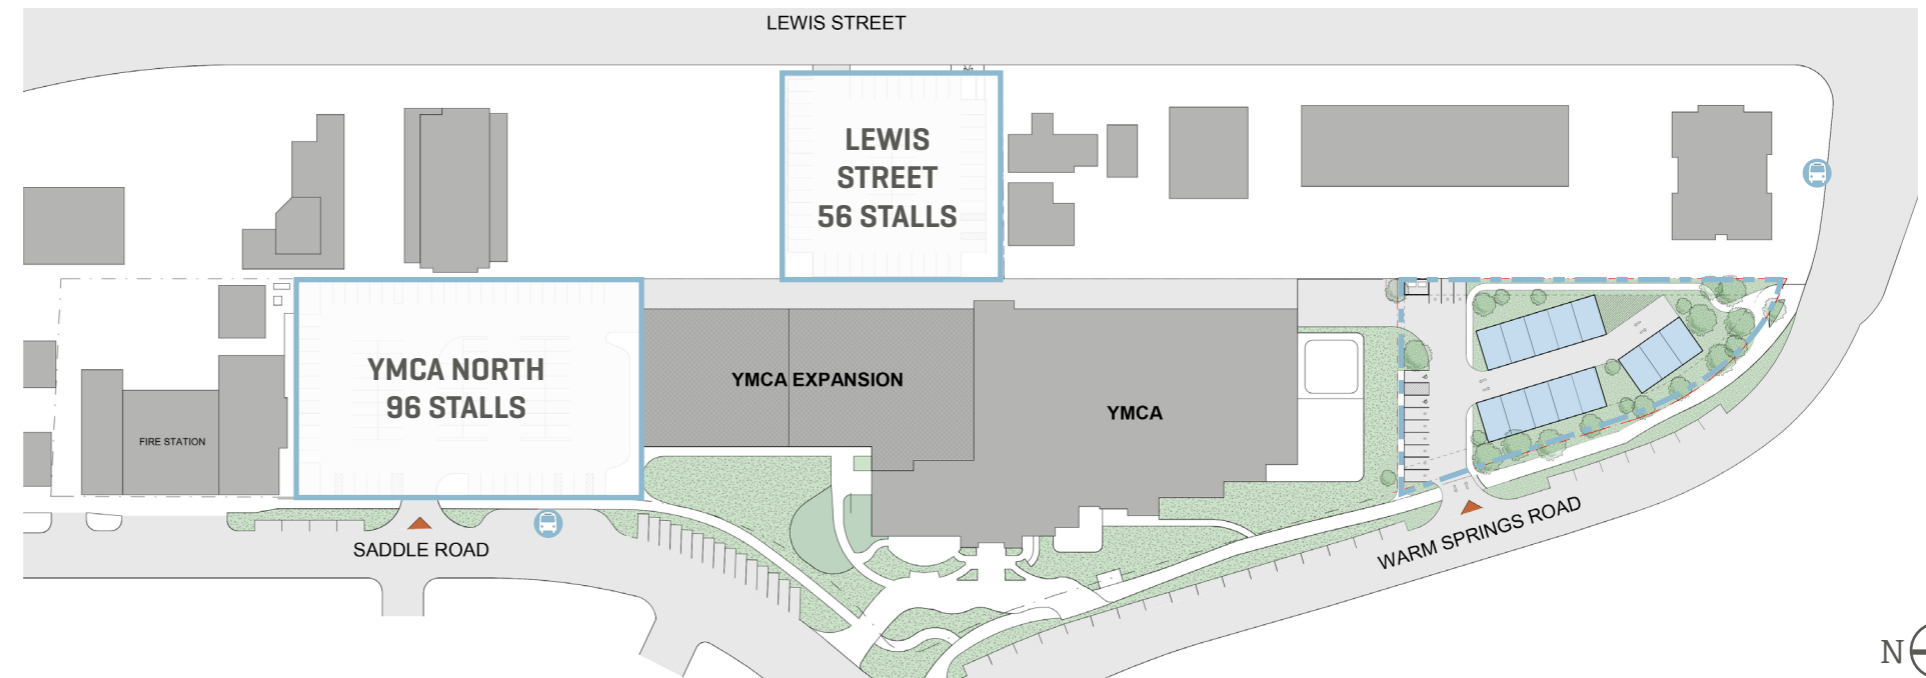 LEWIS STREET
LEWIS
STREET
56 STALLS
YMCA NORTH
96 STALLS
YMCA EXPANSION
YMCA
FIRE STATION
SADDLE ROAD
WARM SPRINGS ROAD
N